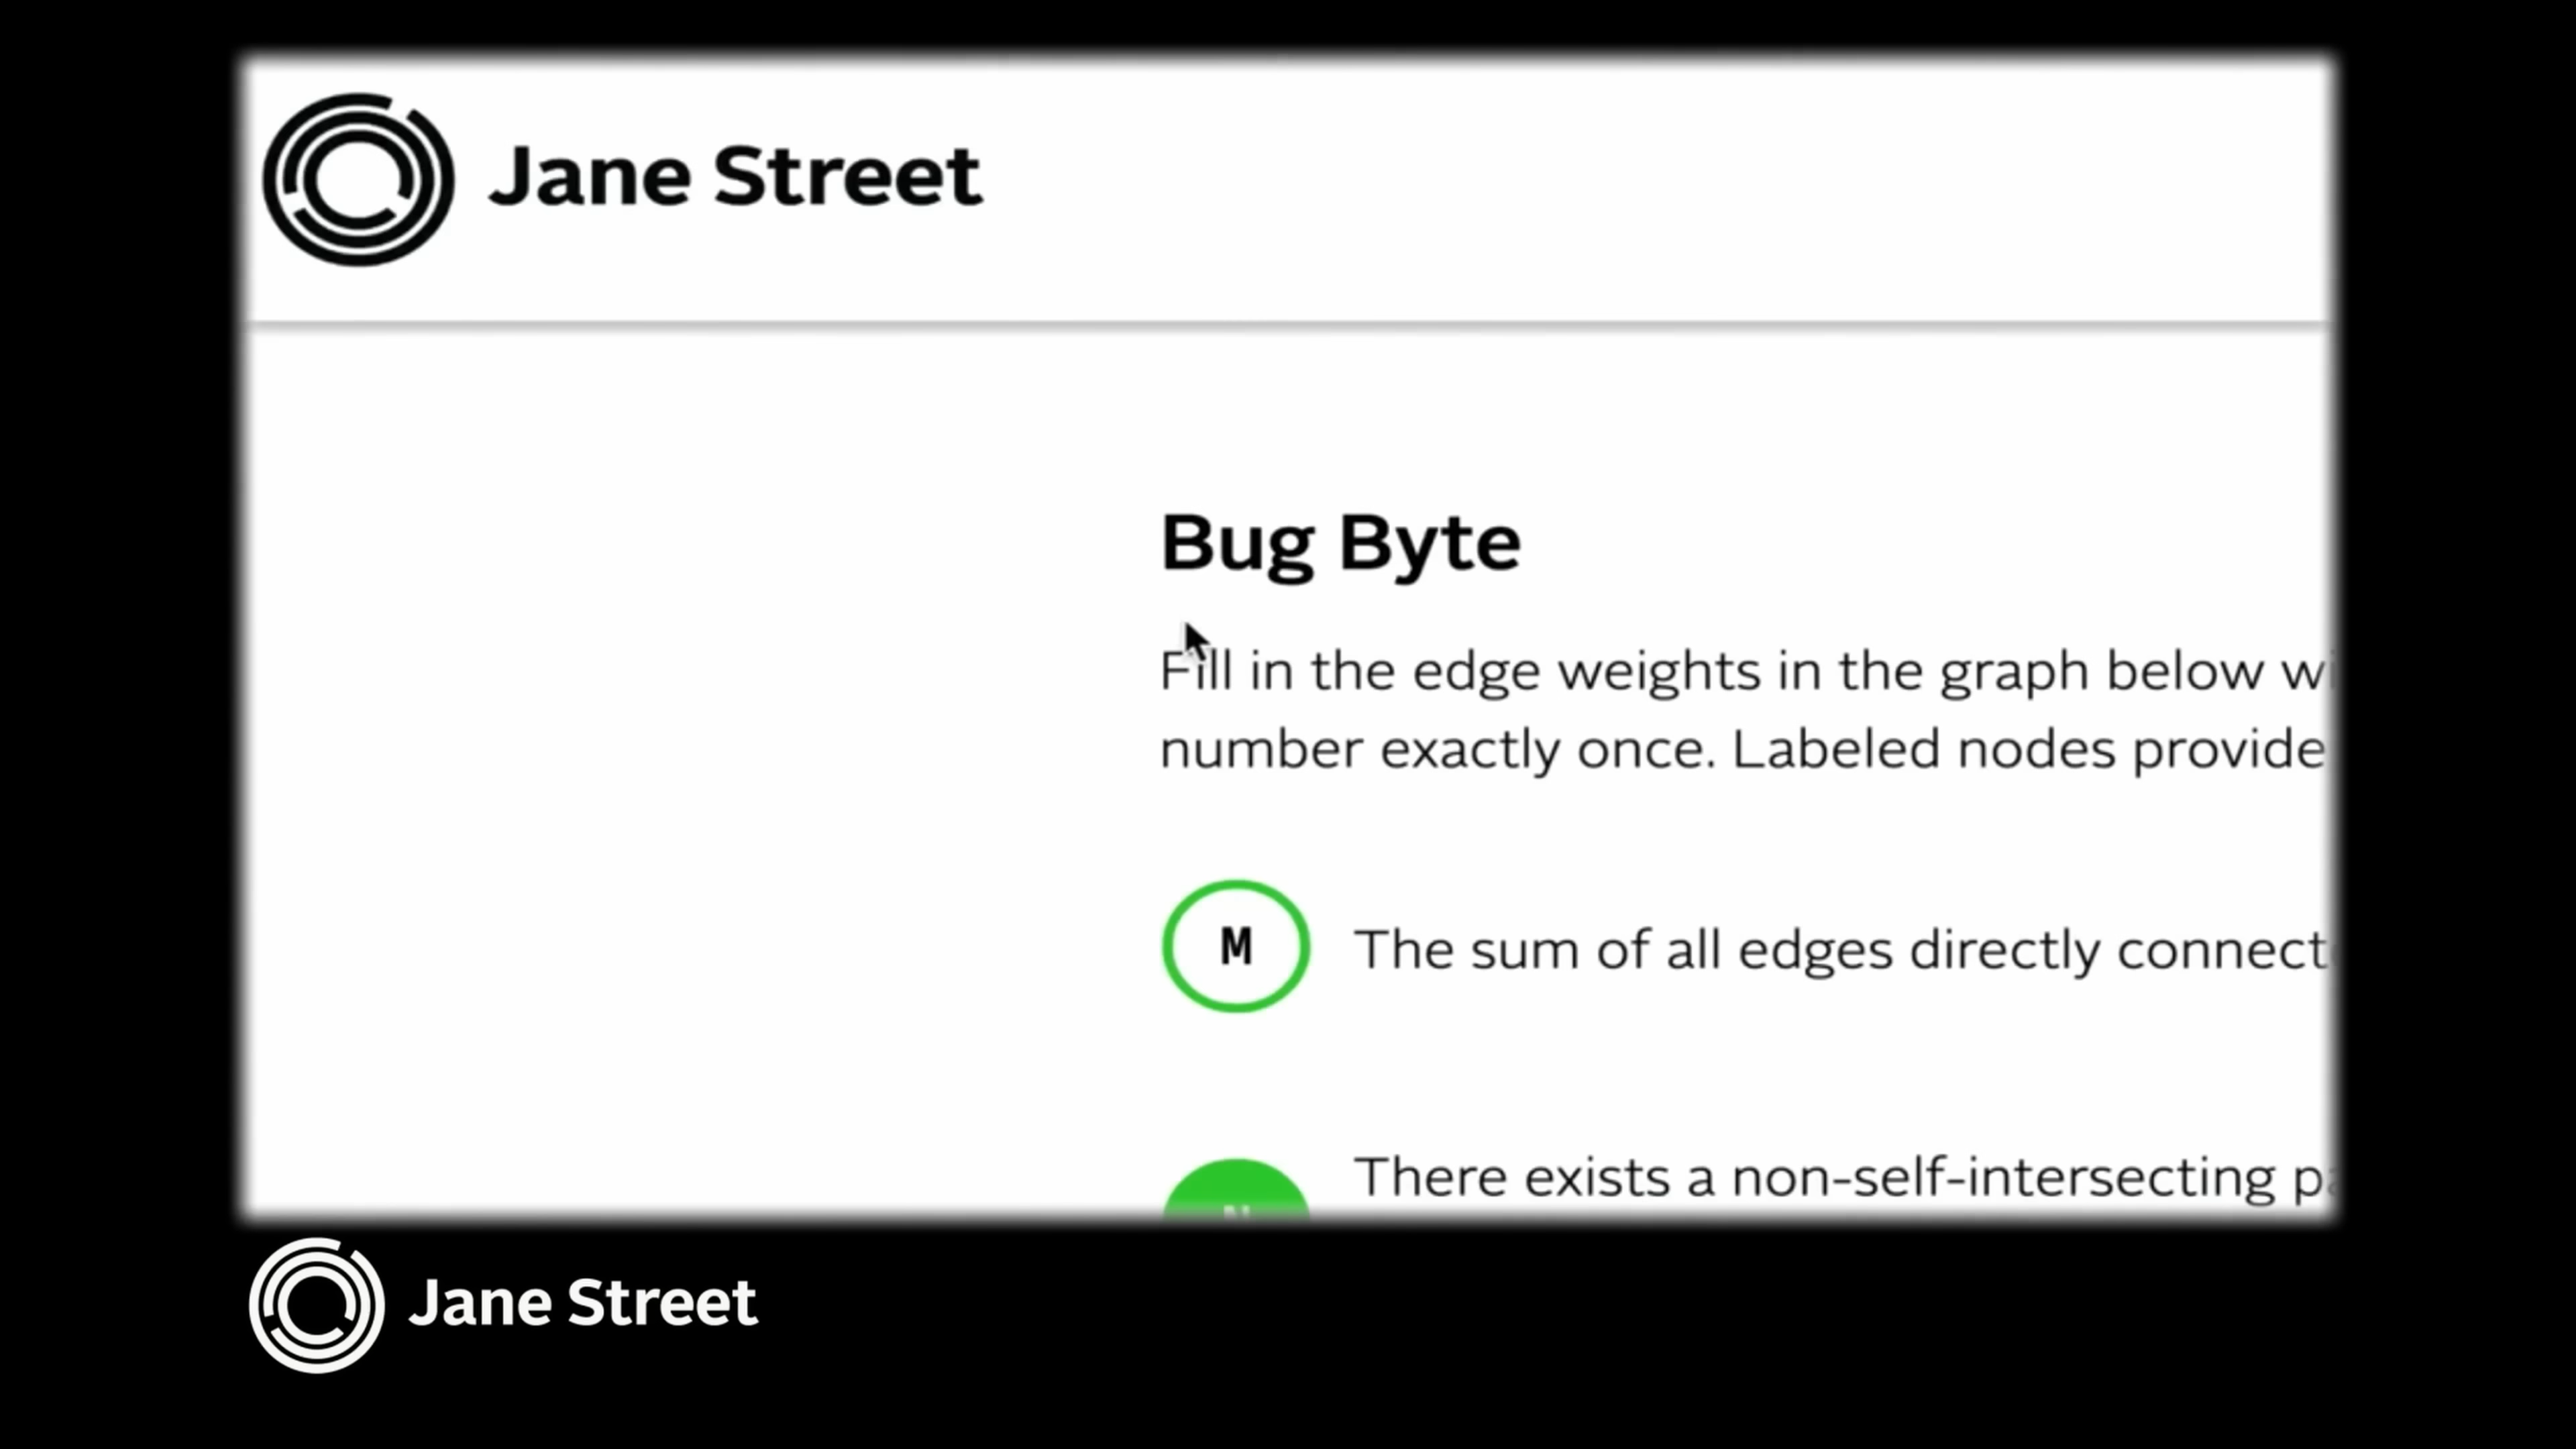 Jane Street
Bug Byte
Fill in the edge weights in the graph below
number exactly once. Labeled nodes provide
M
The sum of all edges directly connect
There exists a non-self-intersecting
Jane Street